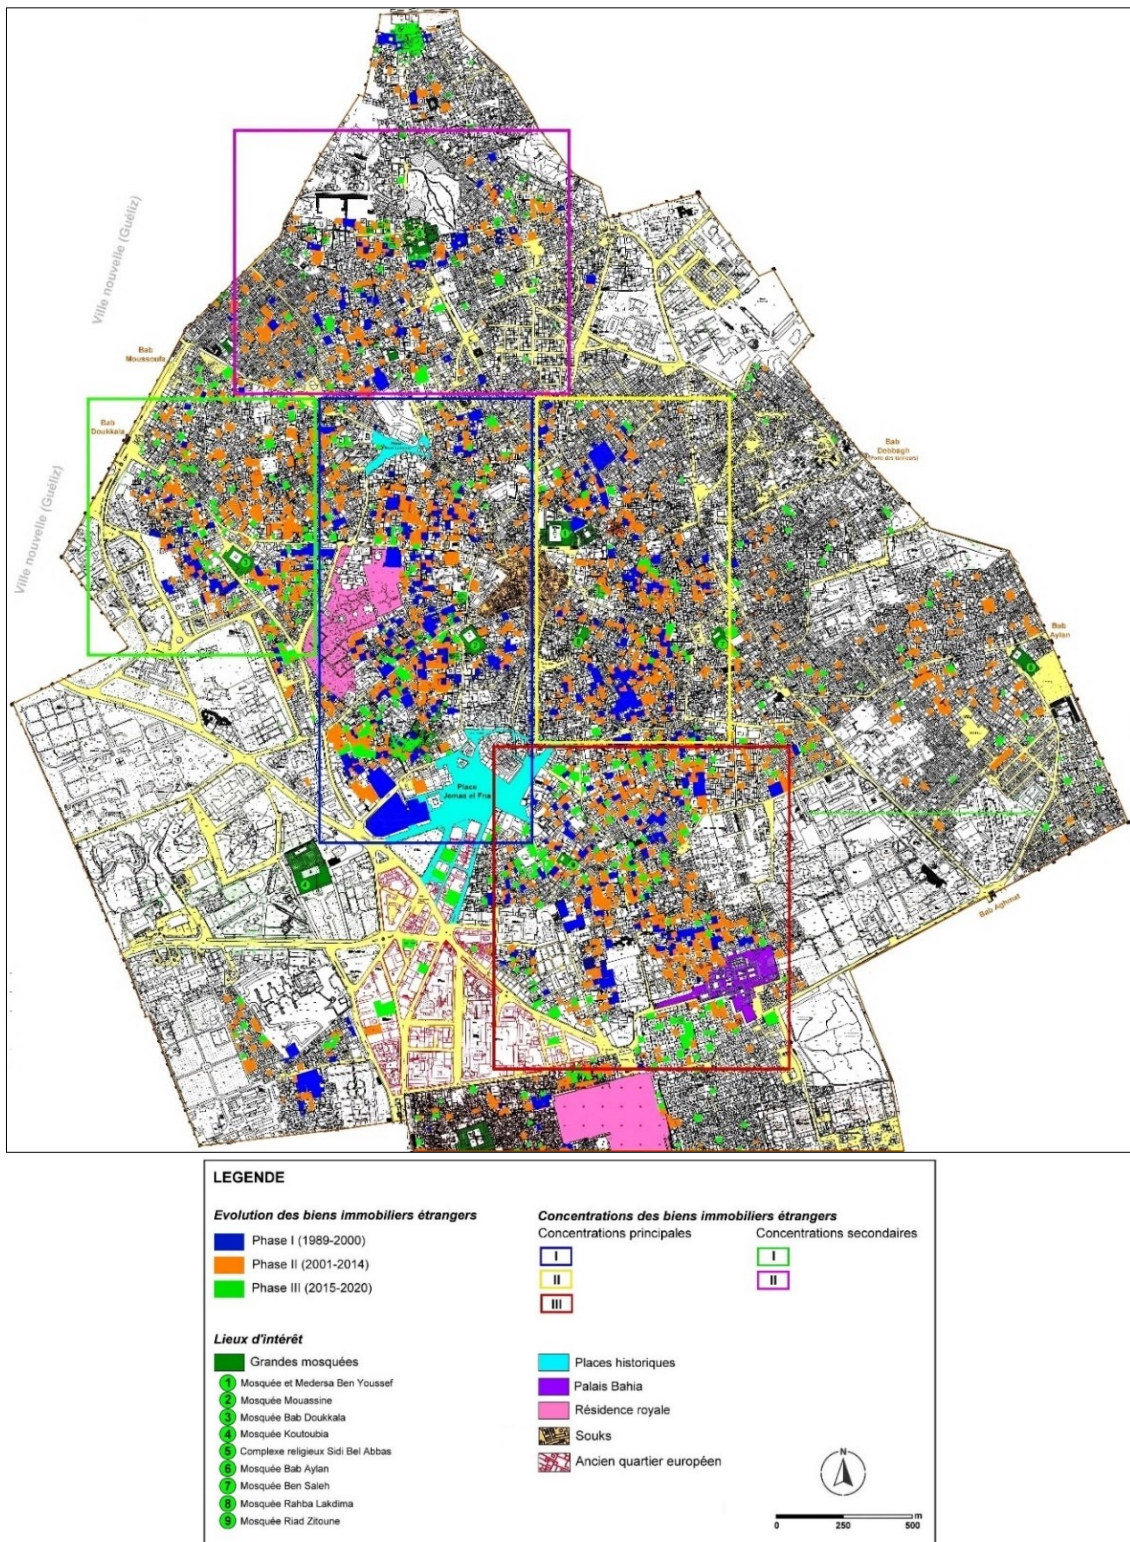 Ville nouvelle (Guéliz)
Bab
Moussoufa
Bab
Doukkala
Ville nouvelle (Guéliz)
Bab
Debbagh
Bab
Aylan
Place
Jemaa el Fna
Bab Aghmat
LEGENDE
Evolution des biens immobiliers étrangers
Phase I (1989-2000)
Phase II (2001-2014)
Phase III (2015-2020)
Concentrations des biens immobiliers étrangers
Concentrations principales
I
II
III
Concentrations secondaires
I
II
Lieux d'intérêt
Grandes mosquées
1 Mosquée et Medersa Ben Youssef
2 Mosquée Mouassine
3 Mosquée Bab Doukkala
4 Mosquée Koutoubia
5 Complexe religieux Sidi Bel Abbas
6 Mosquée Bab Aylan
7 Mosquée Ben Saleh
8 Mosquée Rahba Lakdima
9 Mosquée Riad Zitoune
Places historiques
Palais Bahia
Résidence royale
Souks
Ancien quartier européen
N
m
0 250 500